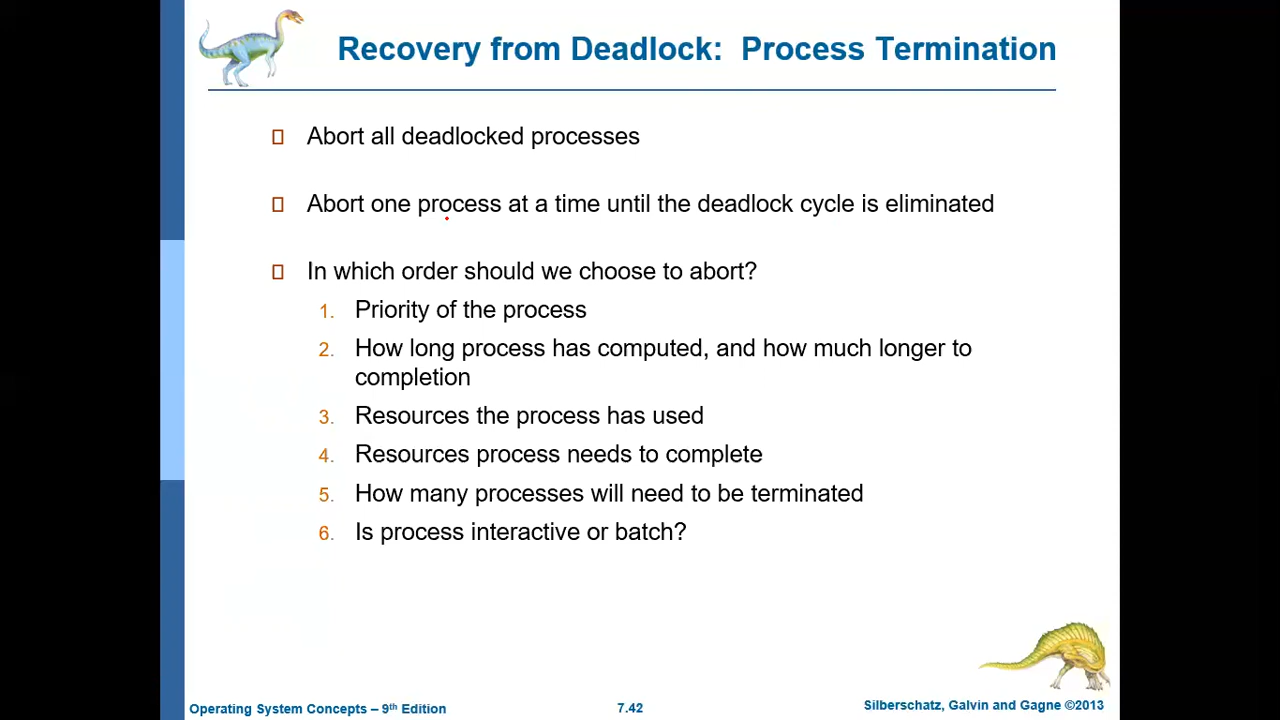 Recovery from Deadlock: Process Termination
Abort all deadlocked processes
Abort one process at a time until the deadlock cycle is eliminated
In which order should we choose to abort?
1. Priority of the process
2. How long process has computed, and how much longer to
completion
3. Resources the process has used
4. Resources process needs to complete
5. How many processes will need to be terminated
6. Is process interactive or batch?
Operating System Concepts – 9th Edition
7.42
Silberschatz, Galvin and Gagne ©2013